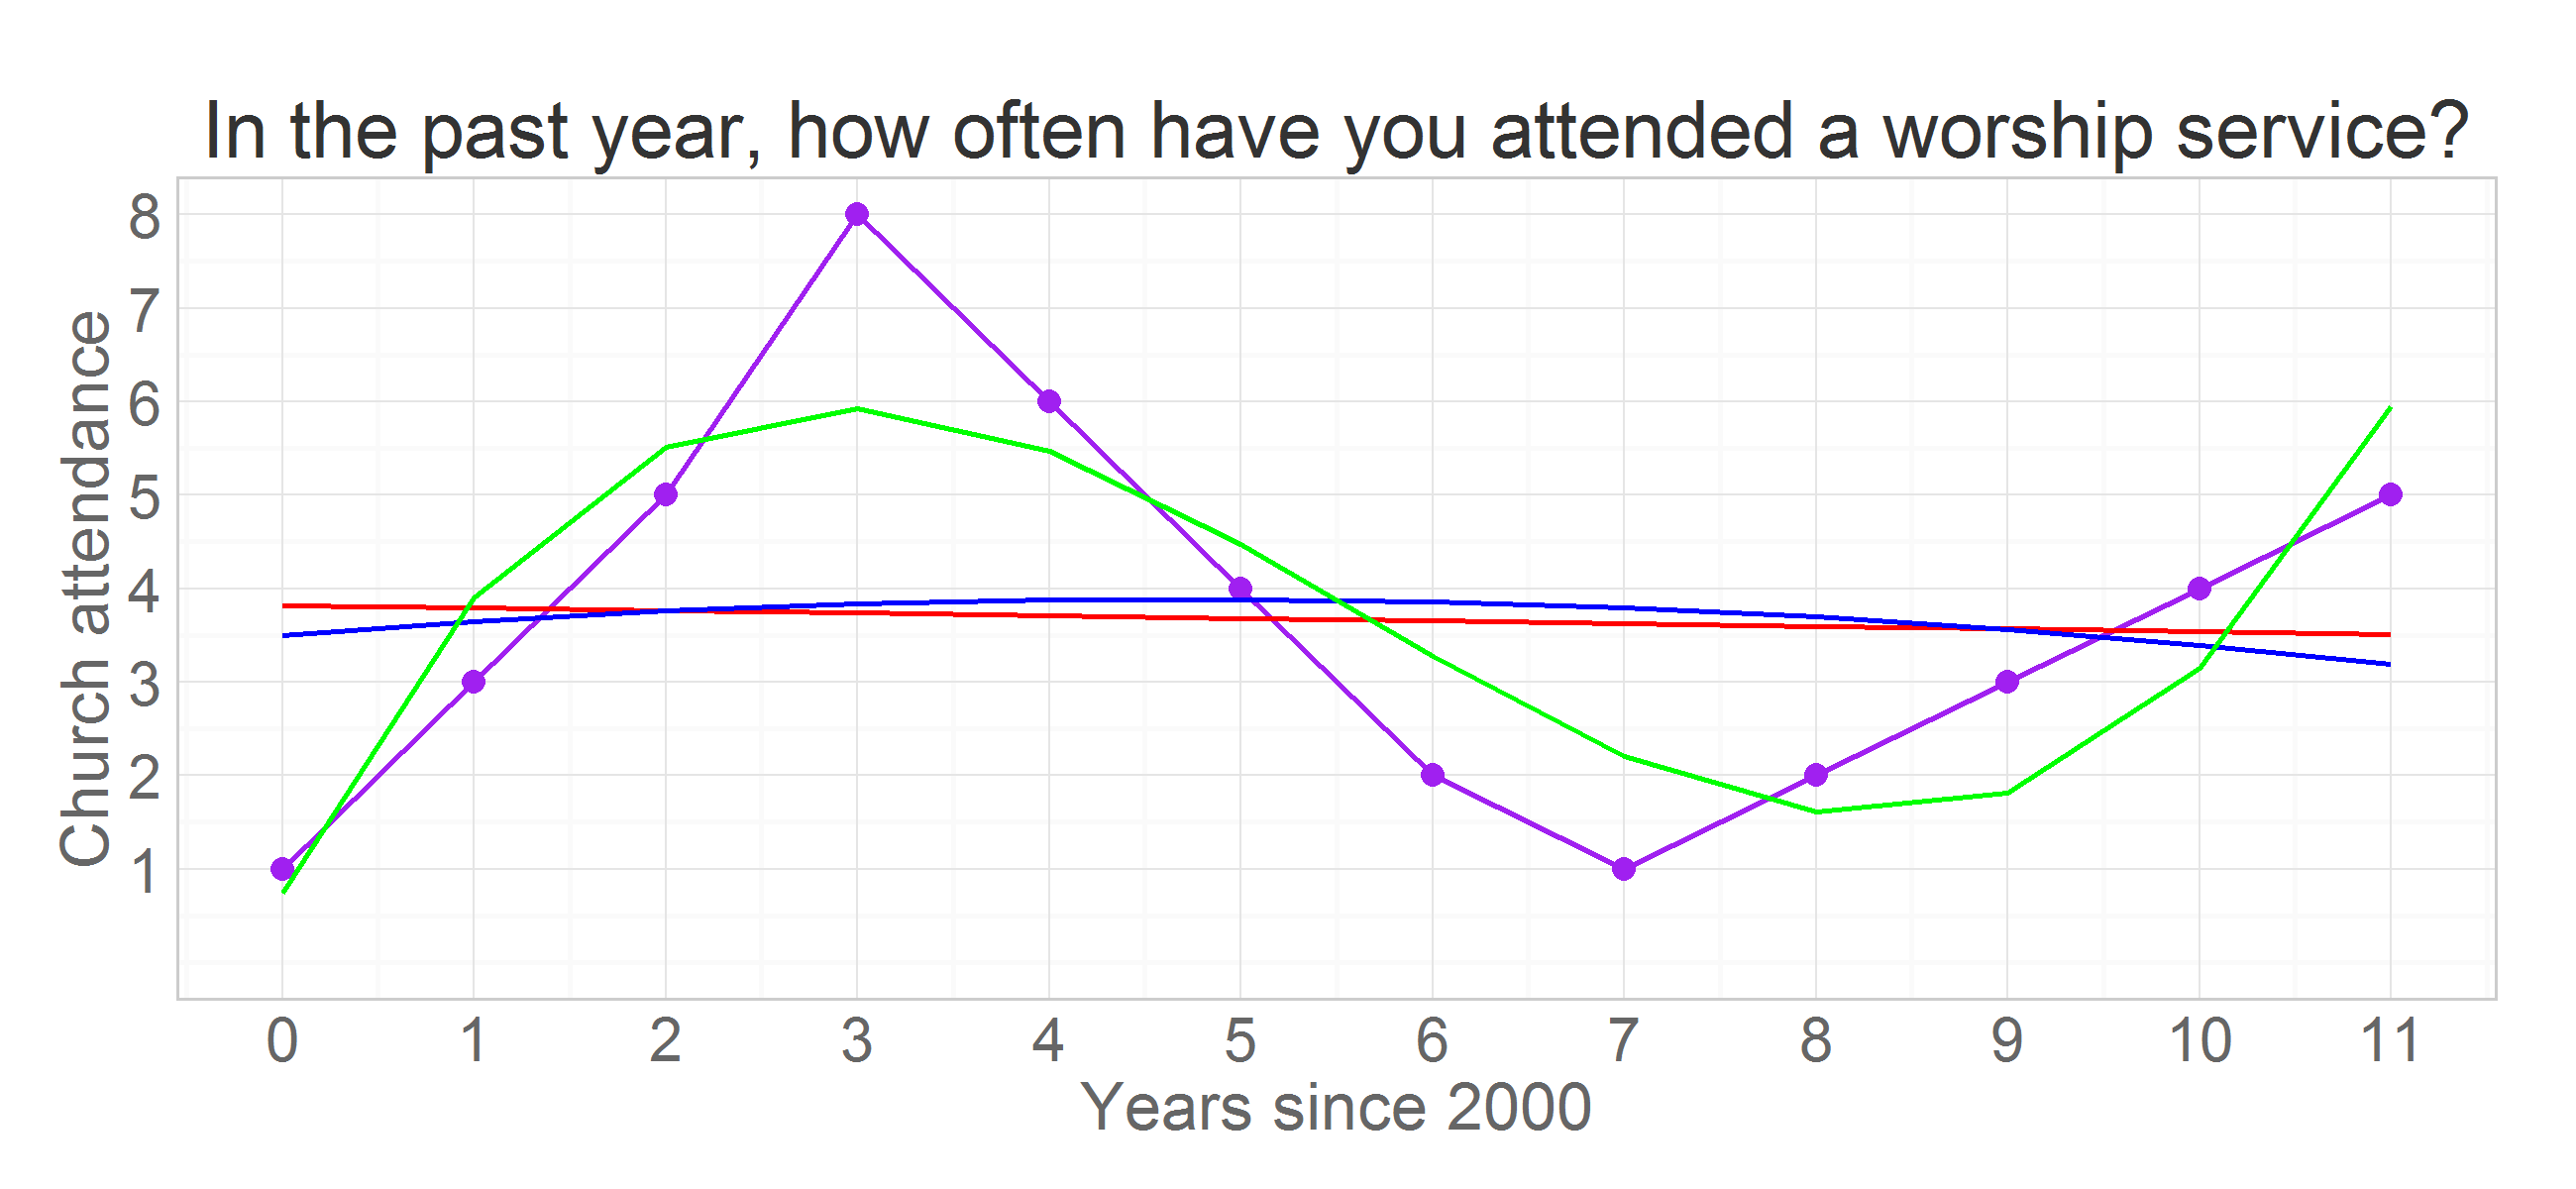 In the past year, how often have you attended a worship service?
Church attendance
8
7
6
5
4
3
2
1
0 1 2 3 4 5 6 7 8 9 10 11
Years since 2000